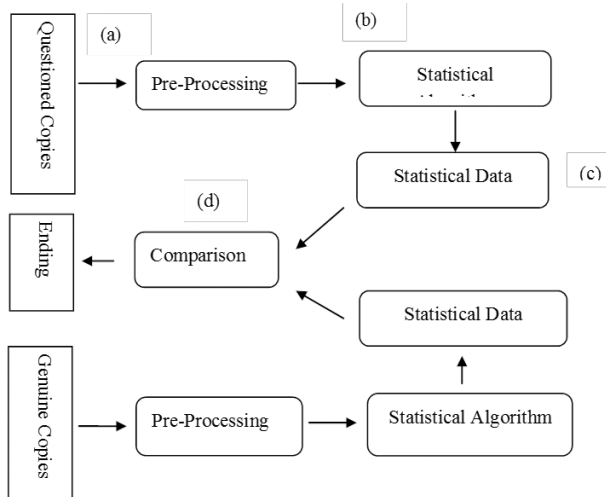 (a)
(b)
Questioned Copies
Pre-Processing
Statistical
Statistical Data
(c)
(d)
Ending
Comparison
Statistical Data
Genuine Copies
Pre-Processing
Statistical Algorithm